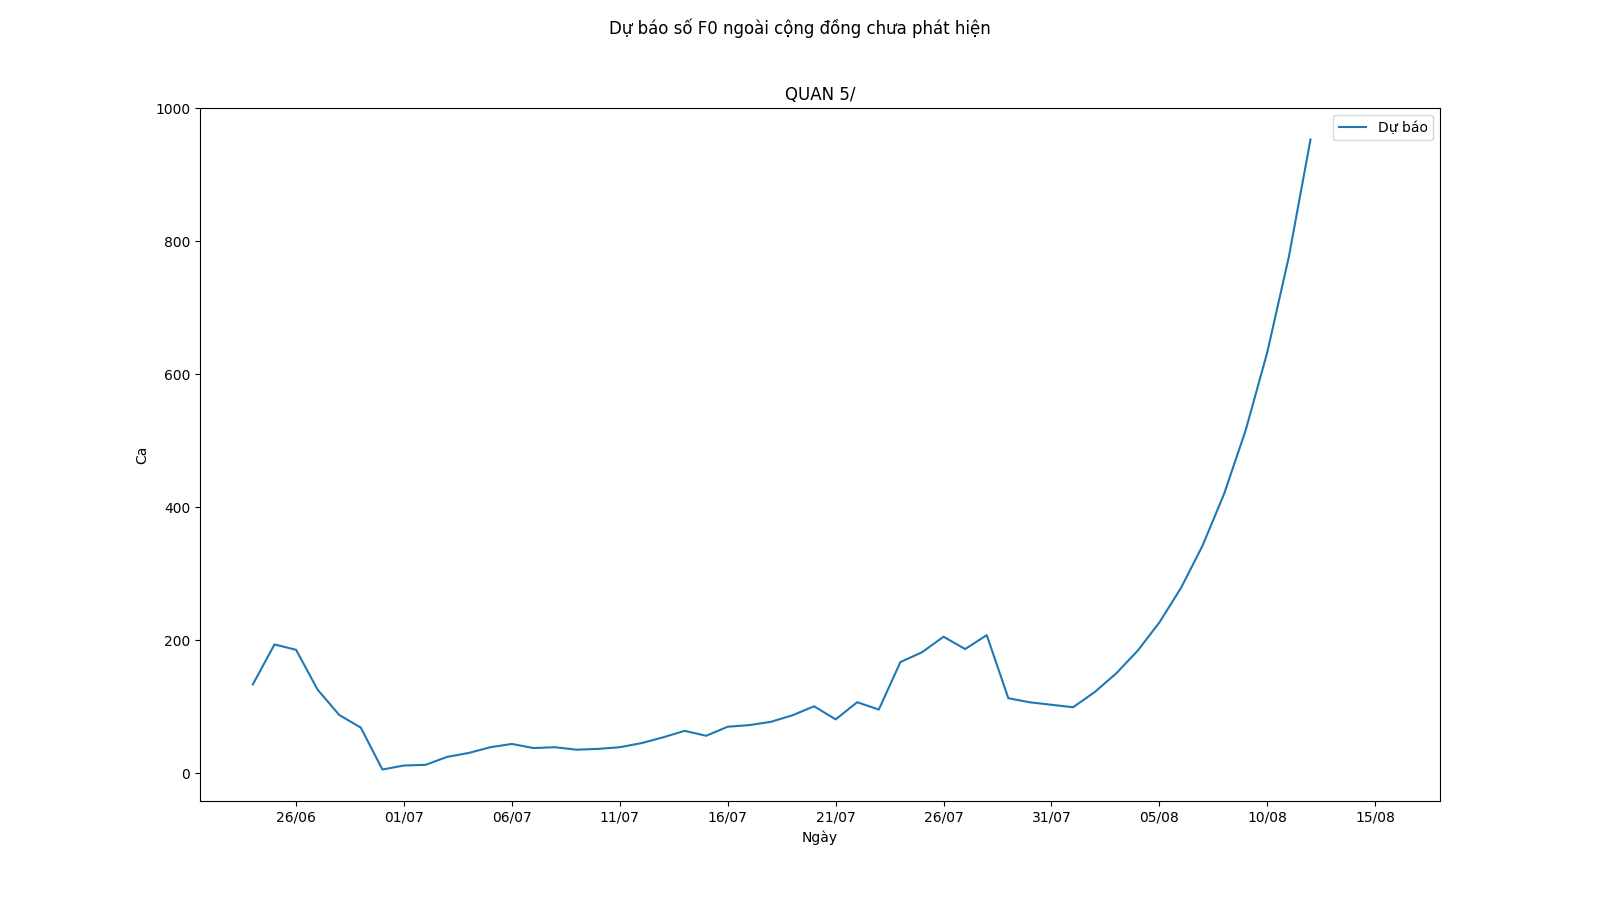 Dự báo số F0 ngoài cộng đồng chưa phát hiện
QUAN 5/
Dự báo
1000
800
600
400
200
0
Ca
26/06 01/07 06/07 11/07 16/07 21/07 26/07 31/07 05/08 10/08 15/08
Ngày